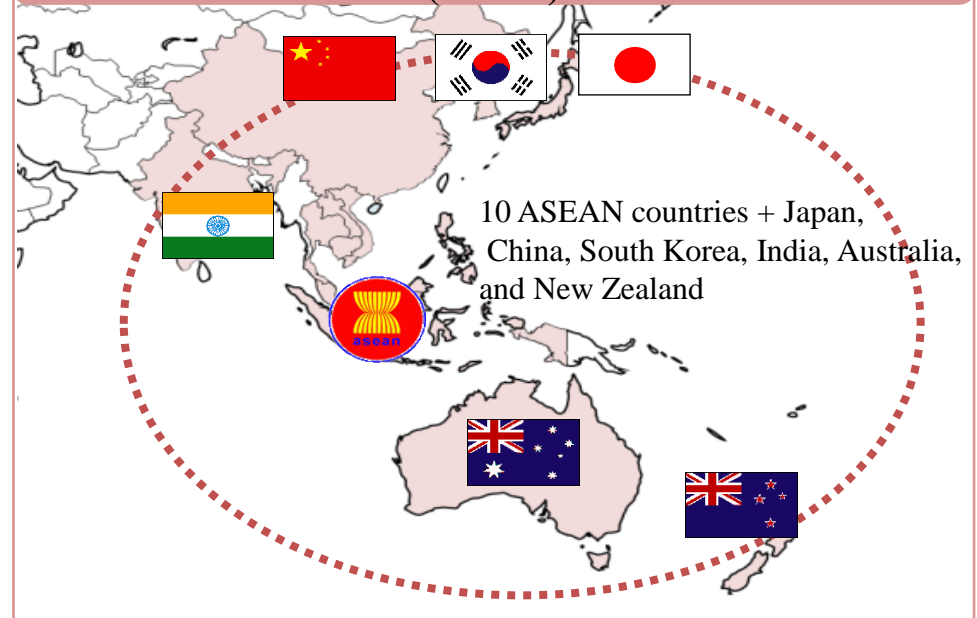 10 ASEAN countries + Japan,
China, South Korea, India, Australia,
and New Zealand
asean